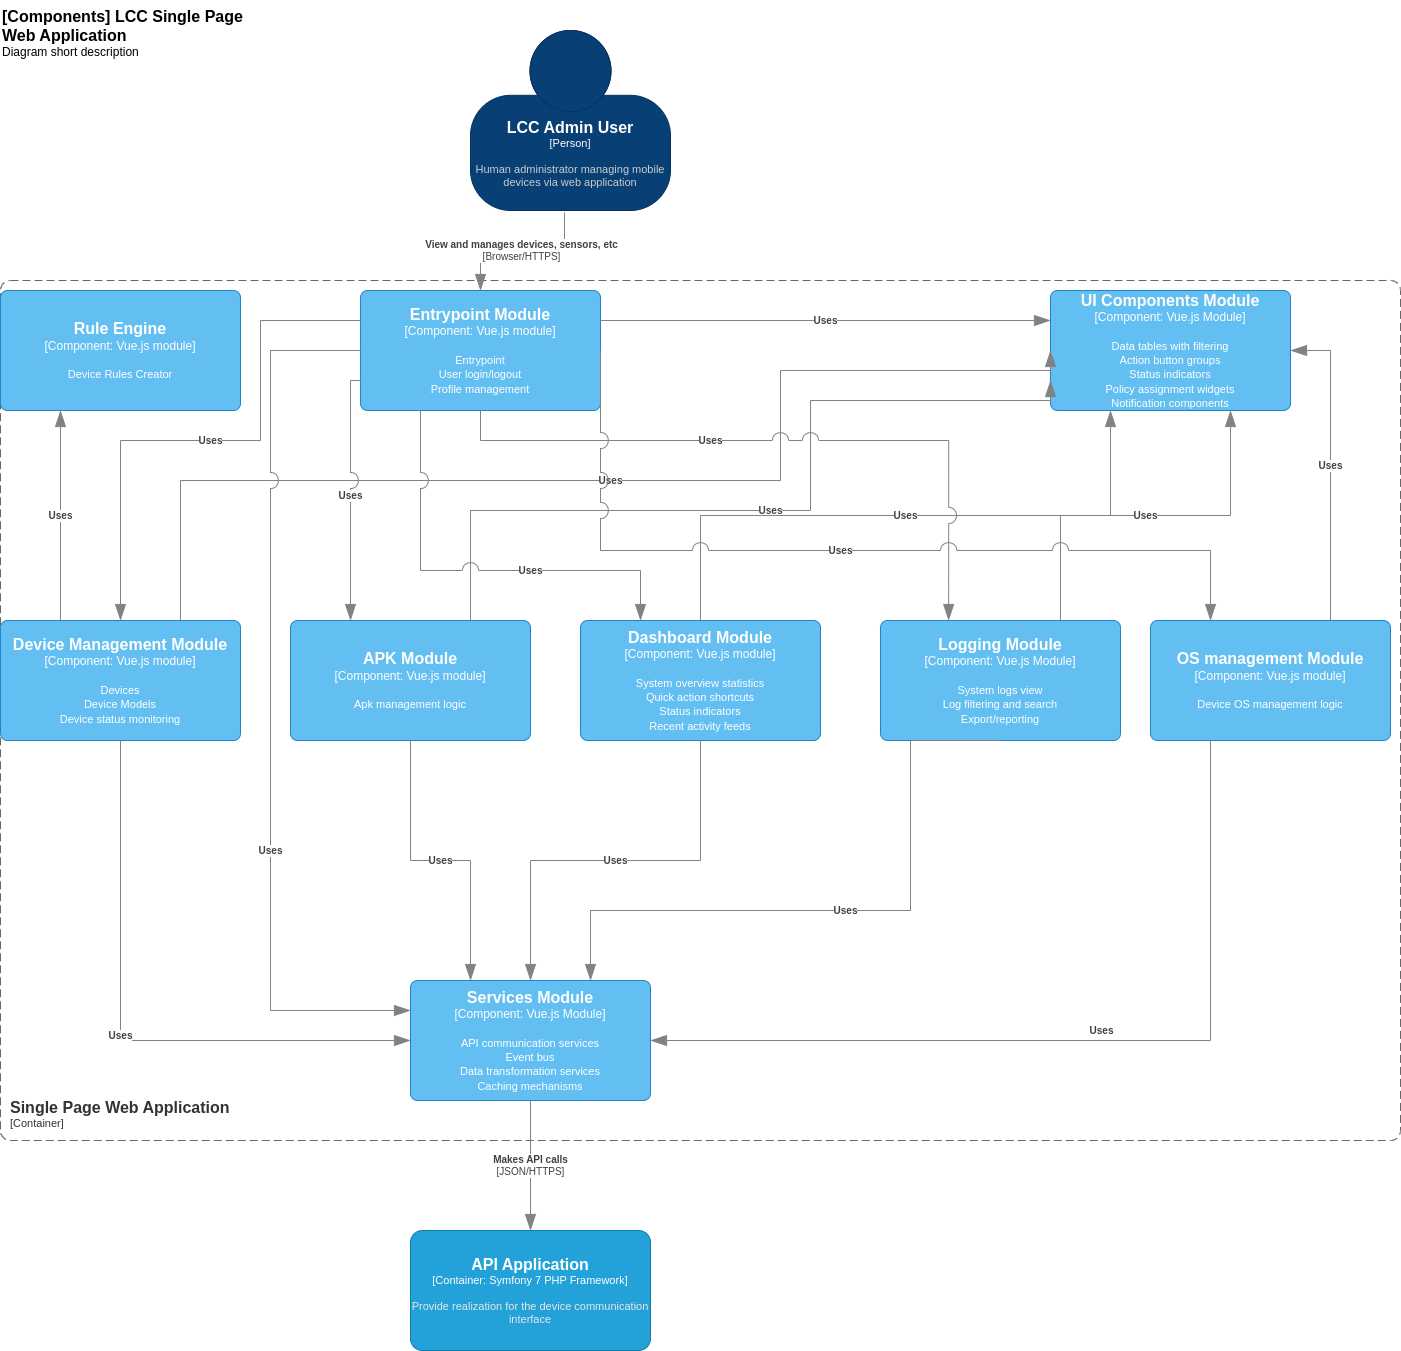 [Components] LCC Single Page
Web Application
Diagram short description
LCC Admin User
[Person]
Human administrator managing mobile
devices via web application
View and manages devices, sensors, etc
[Browser/HTTPS]
Rule Engine
[Component: Vue.js module]
Device Rules Creator
Entrypoint Module
[Component: Vue.js module]
Entrypoint
User login/logout
Profile management
Uses
UI Components Module
[Component: Vue.js Module]
Data tables with filtering
Action button groups
Status indicators
Policy assignment widgets
Notification components
Uses
Uses
Uses
Uses
Uses
Uses
Uses
Uses
Uses
Uses
Uses
Uses
Device Management Module
[Component: Vue.js module]
Devices
Device Models
Device status monitoring
APK Module
[Component: Vue.js module]
Apk management logic
Dashboard Module
[Component: Vue.js module]
System overview statistics
Quick action shortcuts
Status indicators
Recent activity feeds
Logging Module
[Component: Vue.js Module]
System logs view
Log filtering and search
Export/reporting
OS management Module
[Component: Vue.js module]
Device OS management logic
Uses
Uses
Uses
Uses
Uses
Uses
Services Module
[Component: Vue.js Module]
API communication services
Event bus
Data transformation services
Caching mechanisms
Single Page Web Application
[Container]
Makes API calls
[JSON/HTTPS]
API Application
[Container: Symfony 7 PHP Framework]
Provide realization for the device communication
interface